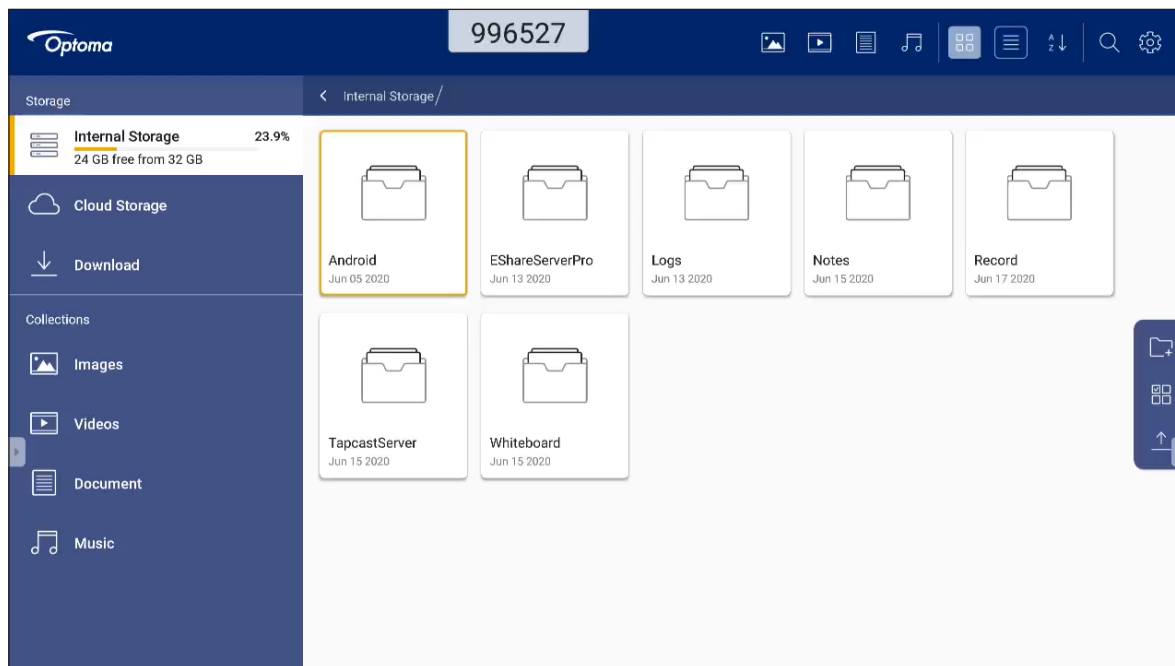 Optoma
996527
A
Z
Storage
Internal Storage/
Internal Storage 23.9%
24 GB free from 32 GB
Cloud Storage
Download
Collections
Images
Videos
Document
Music
Android
Jun 05 2020
EShareServerPro
Jun 13 2020
Logs
Jun 13 2020
Notes
Jun 15 2020
Record
Jun 17 2020
TapcastServer
Jun 15 2020
Whiteboard
Jun 15 2020